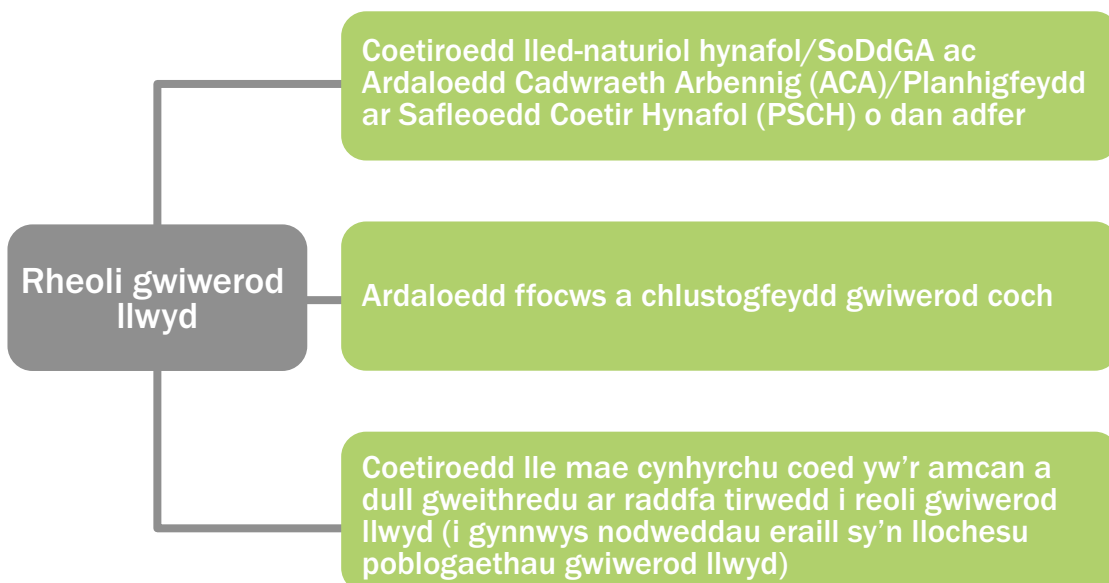 Coetiroedd lled-naturiol hynafol/SoDdGA ac
Ardaloedd Cadwraeth Arbennig (ACA)/Planhigfeydd
ar Safleoedd Coetir Hynafol (PSCH) o dan adfer
Rheoli gwiwerod
llwyd
Ardaloedd ffocws a chlustogfeydd gwiwerod coch
Coetiroedd lle mae cynhyrchu coed yw’r amcan a
dull gweithredu ar raddfa tirwedd i reoli gwiwerod
llwyd (i gynnwys nodweddau eraill sy’n llochesu
poblogaethau gwiwerod llwyd)